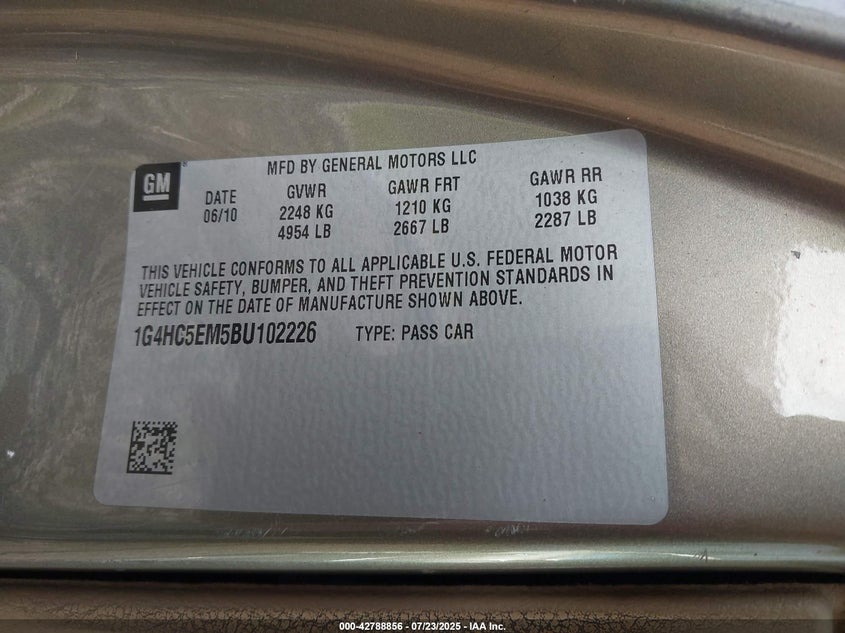 GM
MFD BY GENERAL MOTORS LLC
DATE GVWR GAWR FRT GAWR RR
06/10 2248 KG 1210 KG 1038 KG
4954 LB 2667 LB 2287 LB
THIS VEHICLE CONFORMS TO ALL APPLICABLE U.S. FEDERAL MOTOR
VEHICLE SAFETY, BUMPER, AND THEFT PREVENTION STANDARDS IN
EFFECT ON THE DATE OF MANUFACTURE SHOWN ABOVE.
1G4HC5EM5BU102226 TYPE: PASS CAR
000-42788856 - 07/23/2025 - IAA Inc.